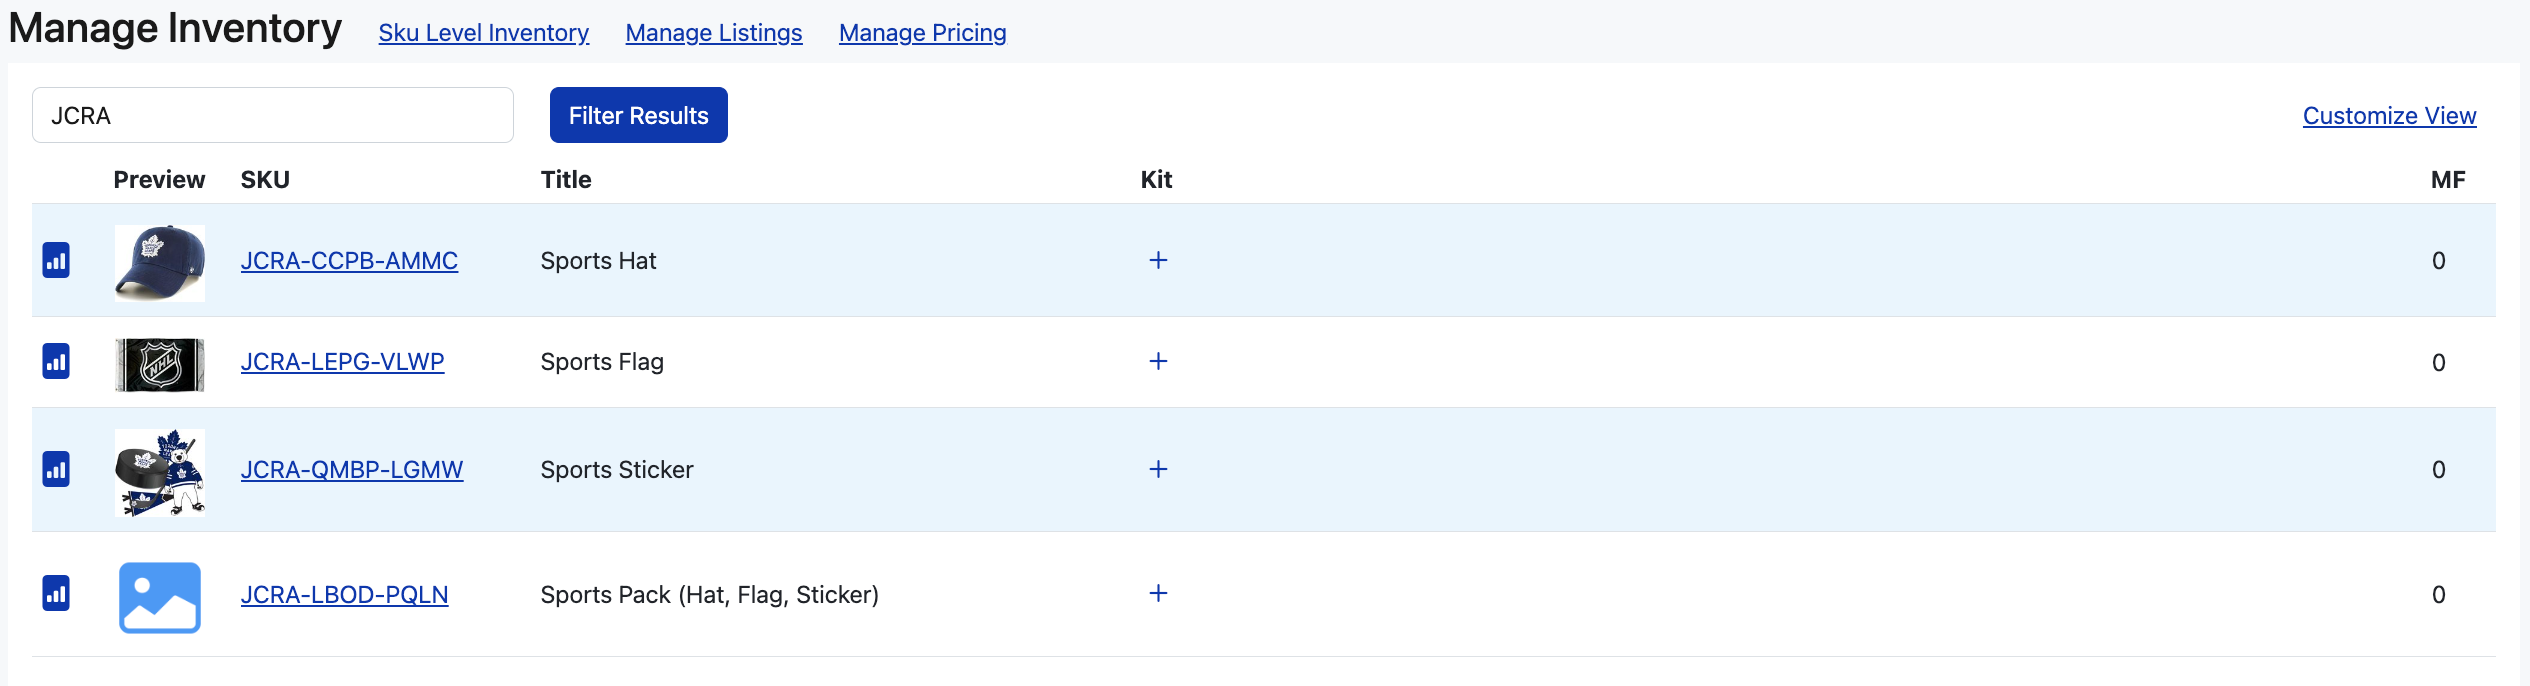 Manage Inventory Sku Level Inventory Manage Listings Manage Pricing
JCRA Filter Results Customize View
Preview SKU Title Kit MF
JCRA-CCPB-AMMC Sports Hat + 0
NHL
JCRA-LEPG-VLWP Sports Flag + 0
JCRA-QMBP-LGMW Sports Sticker + 0
JCRA-LBOD-PQLN Sports Pack (Hat, Flag, Sticker) + 0